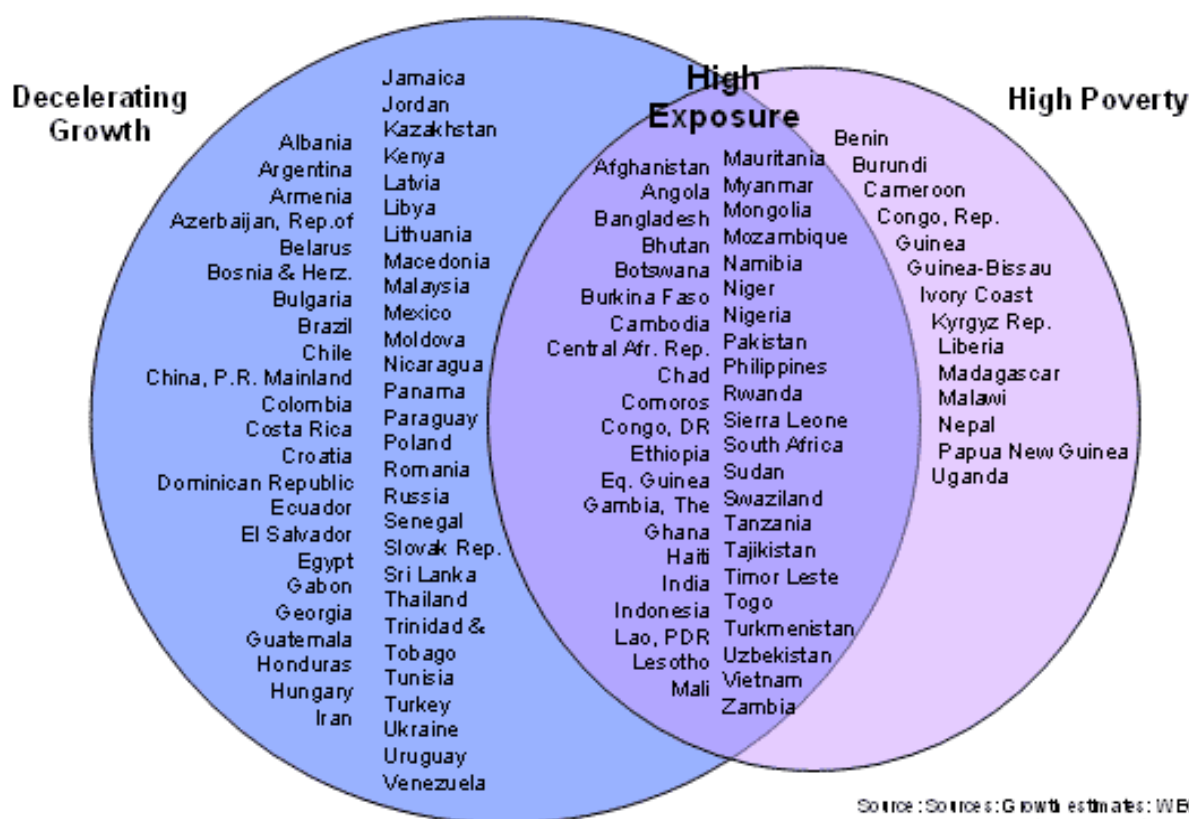 Decelerating
Growth
High
Exposure
High Poverty
Albania
Argentina
Armenia
Azerbaijan, Rep.of
Belarus
Bosnia & Herz.
Bulgaria
Brazil
Chile
China, P.R. Mainland
Colombia
Costa Rica
Croatia
Dominican Republic
Ecuador
El Salvador
Egypt
Gabon
Georgia
Guatemala
Honduras
Hungary
Iran
Jamaica
Jordan
Kazakhstan
Kenya
Latvia
Libya
Lithuania
Macedonia
Malaysia
Mexico
Moldova
Nicaragua
Panama
Paraguay
Poland
Romania
Russia
Senegal
Slovak Rep.
Sri Lanka
Thailand
Trinidad &
Tobago
Tunisia
Turkey
Ukraine
Uruguay
Venezuela
Afghanistan
Angola
Bangladesh
Bhutan
Botswana
Burkina Faso
Cambodia
Central Afr. Rep.
Chad
Comoros
Congo, DR
Ethiopia
Eq. Guinea
Gambia, The
Ghana
Haiti
India
Indonesia
Lao, PDR
Lesotho
Mali
Mauritania
Myanmar
Mongolia
Mozambique
Namibia
Niger
Nigeria
Pakistan
Philippines
Rwanda
Sierra Leone
South Africa
Sudan
Swaziland
Tanzania
Tajikistan
Timor Leste
Togo
Turkmenistan
Uzbekistan
Vietnam
Zambia
Benin
Burundi
Cameroon
Congo, Rep.
Guinea
Guinea-Bissau
Ivory Coast
Kyrgyz Rep.
Liberia
Madagascar
Malawi
Nepal
Papua New Guinea
Uganda
Source: Sources: Growth estimates: